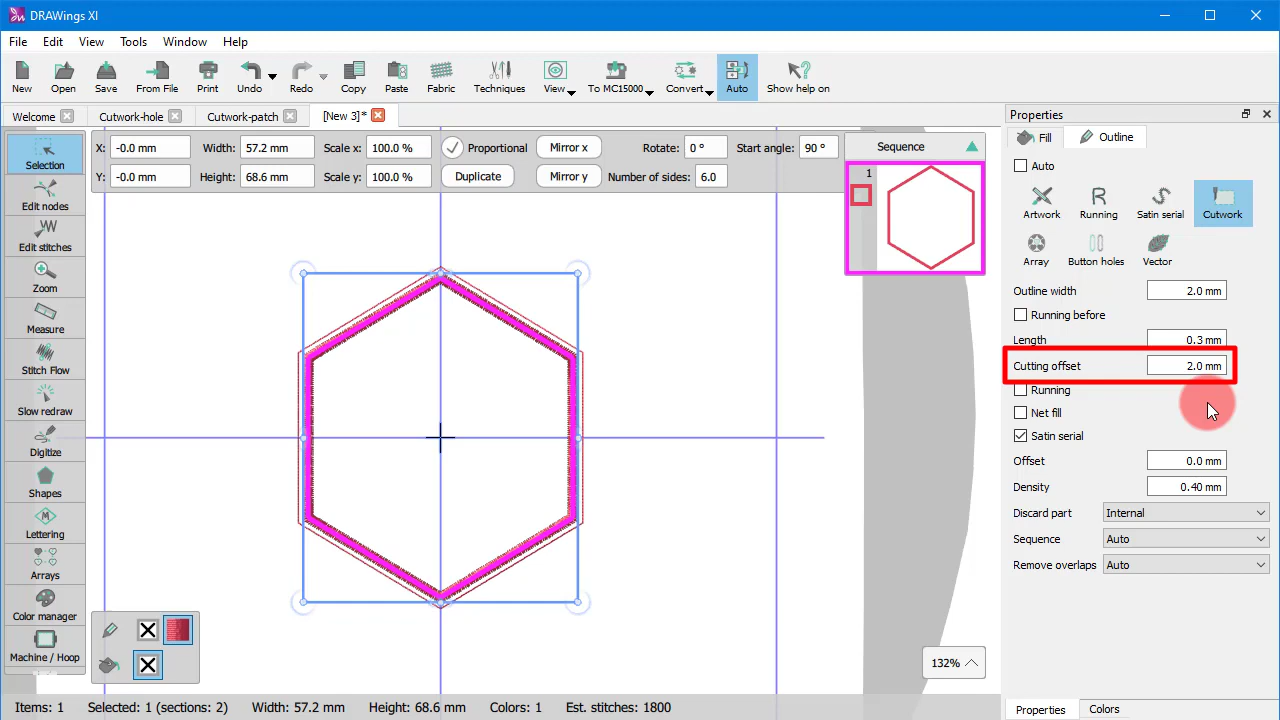 DRAWings XI
File Edit View Tools Window Help
New Open Save From File Print Undo Redo Copy Paste Fabric Techniques View To MC15000 Convert Auto Show help on
Welcome Cutwork-hole Cutwork-patch [New 3]*
X: -0.0 mm Width: 57.2 mm Scale x: 100.0 % Proportional Mirror x Rotate: 0 ° Start angle: 90 °
Y: -0.0 mm Height: 68.6 mm Scale y: 100.0 % Duplicate Mirror y Number of sides: 6.0
Sequence
1
Selection
Edit nodes
Edit stitches
Zoom
Measure
Stitch Flow
Slow redraw
Digitize
Shapes
Lettering
Arrays
Color manager
Machine / Hoop
132%
Properties
Fill Outline
Auto
Artwork Running Satin serial Cutwork
Array Button holes Vector
Outline width 2.0 mm
Running before
Length 0.3 mm
Cutting offset 2.0 mm
Running
Net fill
Satin serial
Offset 0.0 mm
Density 0.40 mm
Discard part Internal
Sequence Auto
Remove overlaps Auto
Properties Colors
Items: 1 Selected: 1 (sections: 2) Width: 57.2 mm Height: 68.6 mm Colors: 1 Est. stitches: 1800